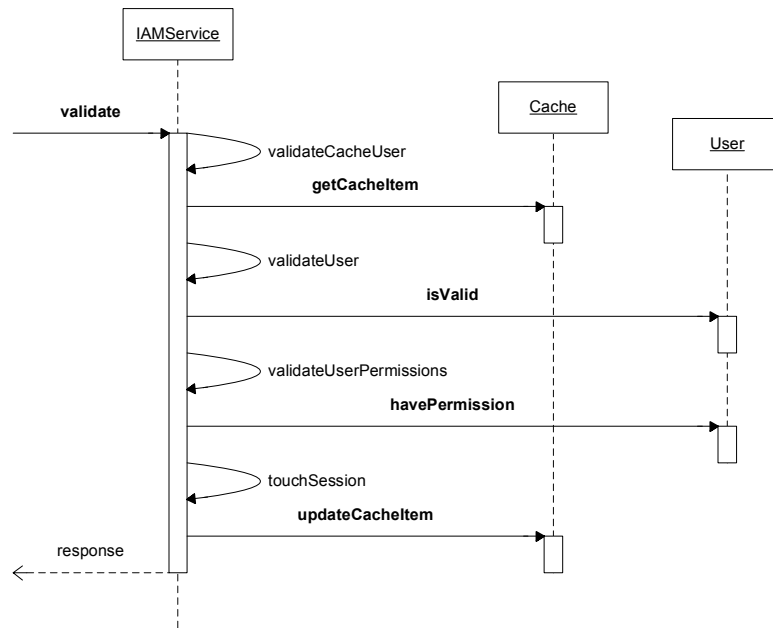 IAMService
Cache
validate
User
validateCacheUser
getCacheItem
validateUser
isValid
validateUserPermissions
havePermission
touchSession
updateCacheItem
response